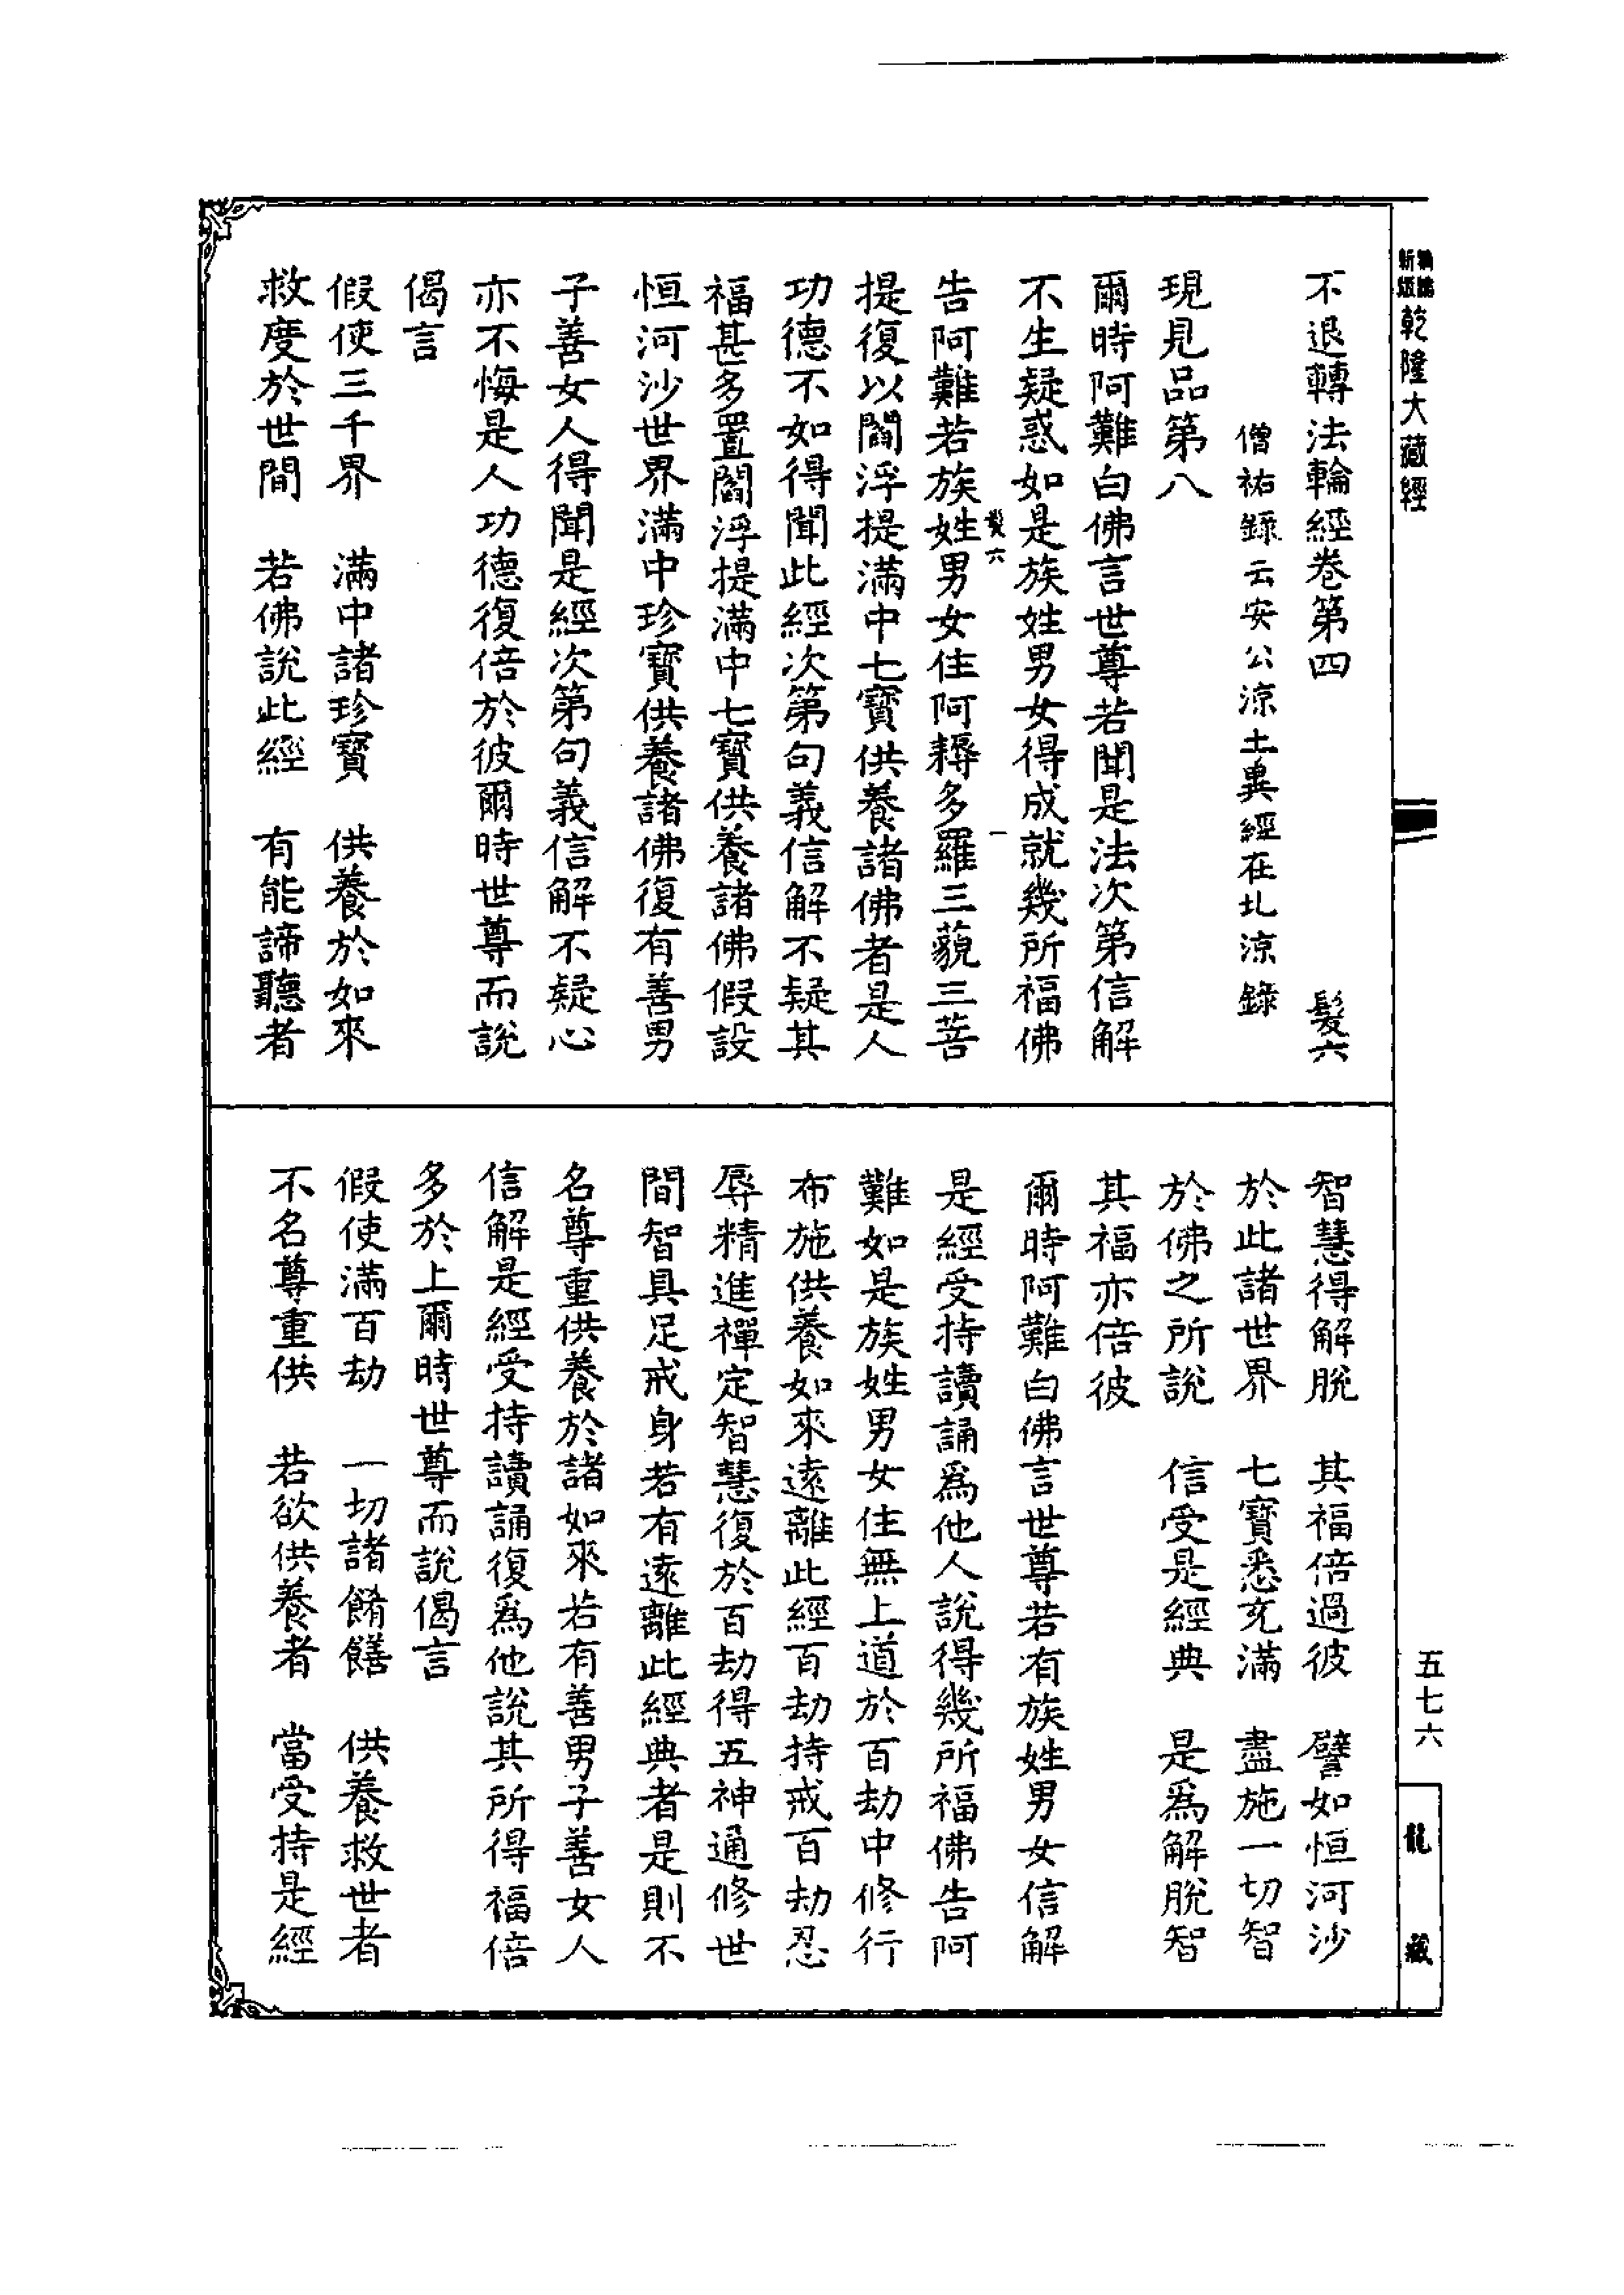 乾隆大藏經
不退轉法輪經卷第四 髮六
僧祐錄云安公涼土異經在北涼錄
現見品第八
爾時阿難白佛言世尊若聞是法次第信解
不生疑惑如是族姓男女得成就幾所福佛
髮六 一
告阿難若族姓男女住阿耨多羅三藐三菩
提復以閻浮提滿中七寶供養諸佛者是人
功德不如得聞此經次第句義信解不疑其
福甚多置閻浮提滿中七寶供養諸佛假設
恒河沙世界滿中珍寶供養諸佛復有善男
子善女人得聞是經次第句義信解不疑心
亦不悔是人功德復倍於彼爾時世尊而說
偈言
假使三千界 滿中諸珍寶 供養於如來
救度於世間 若佛說此經 有能諦聽者
智慧得解脫 其福倍過彼 譬如恒河沙
於此諸世界 七寶悉充滿 盡施一切智
於佛之所說 信受是經典 是為解脫智
其福亦倍彼
爾時阿難白佛言世尊若有族姓男女信解
是經受持讀誦為他人說得幾所福佛告阿
難如是族姓男女住無上道於百劫中修行
布施供養如來遠離此經百劫持戒百劫忍
辱精進禪定智慧復於百劫得五神通修世
間智具足戒身若有遠離此經典者是則不
名尊重供養於諸如來若有善男子善女人
信解是經受持讀誦復為他說其所得福倍
多於上爾時世尊而說偈言
假使滿百劫 一切諸餚饍 供養救世者
不名尊重供 若欲供養者 當受持是經
五七六
龍藏